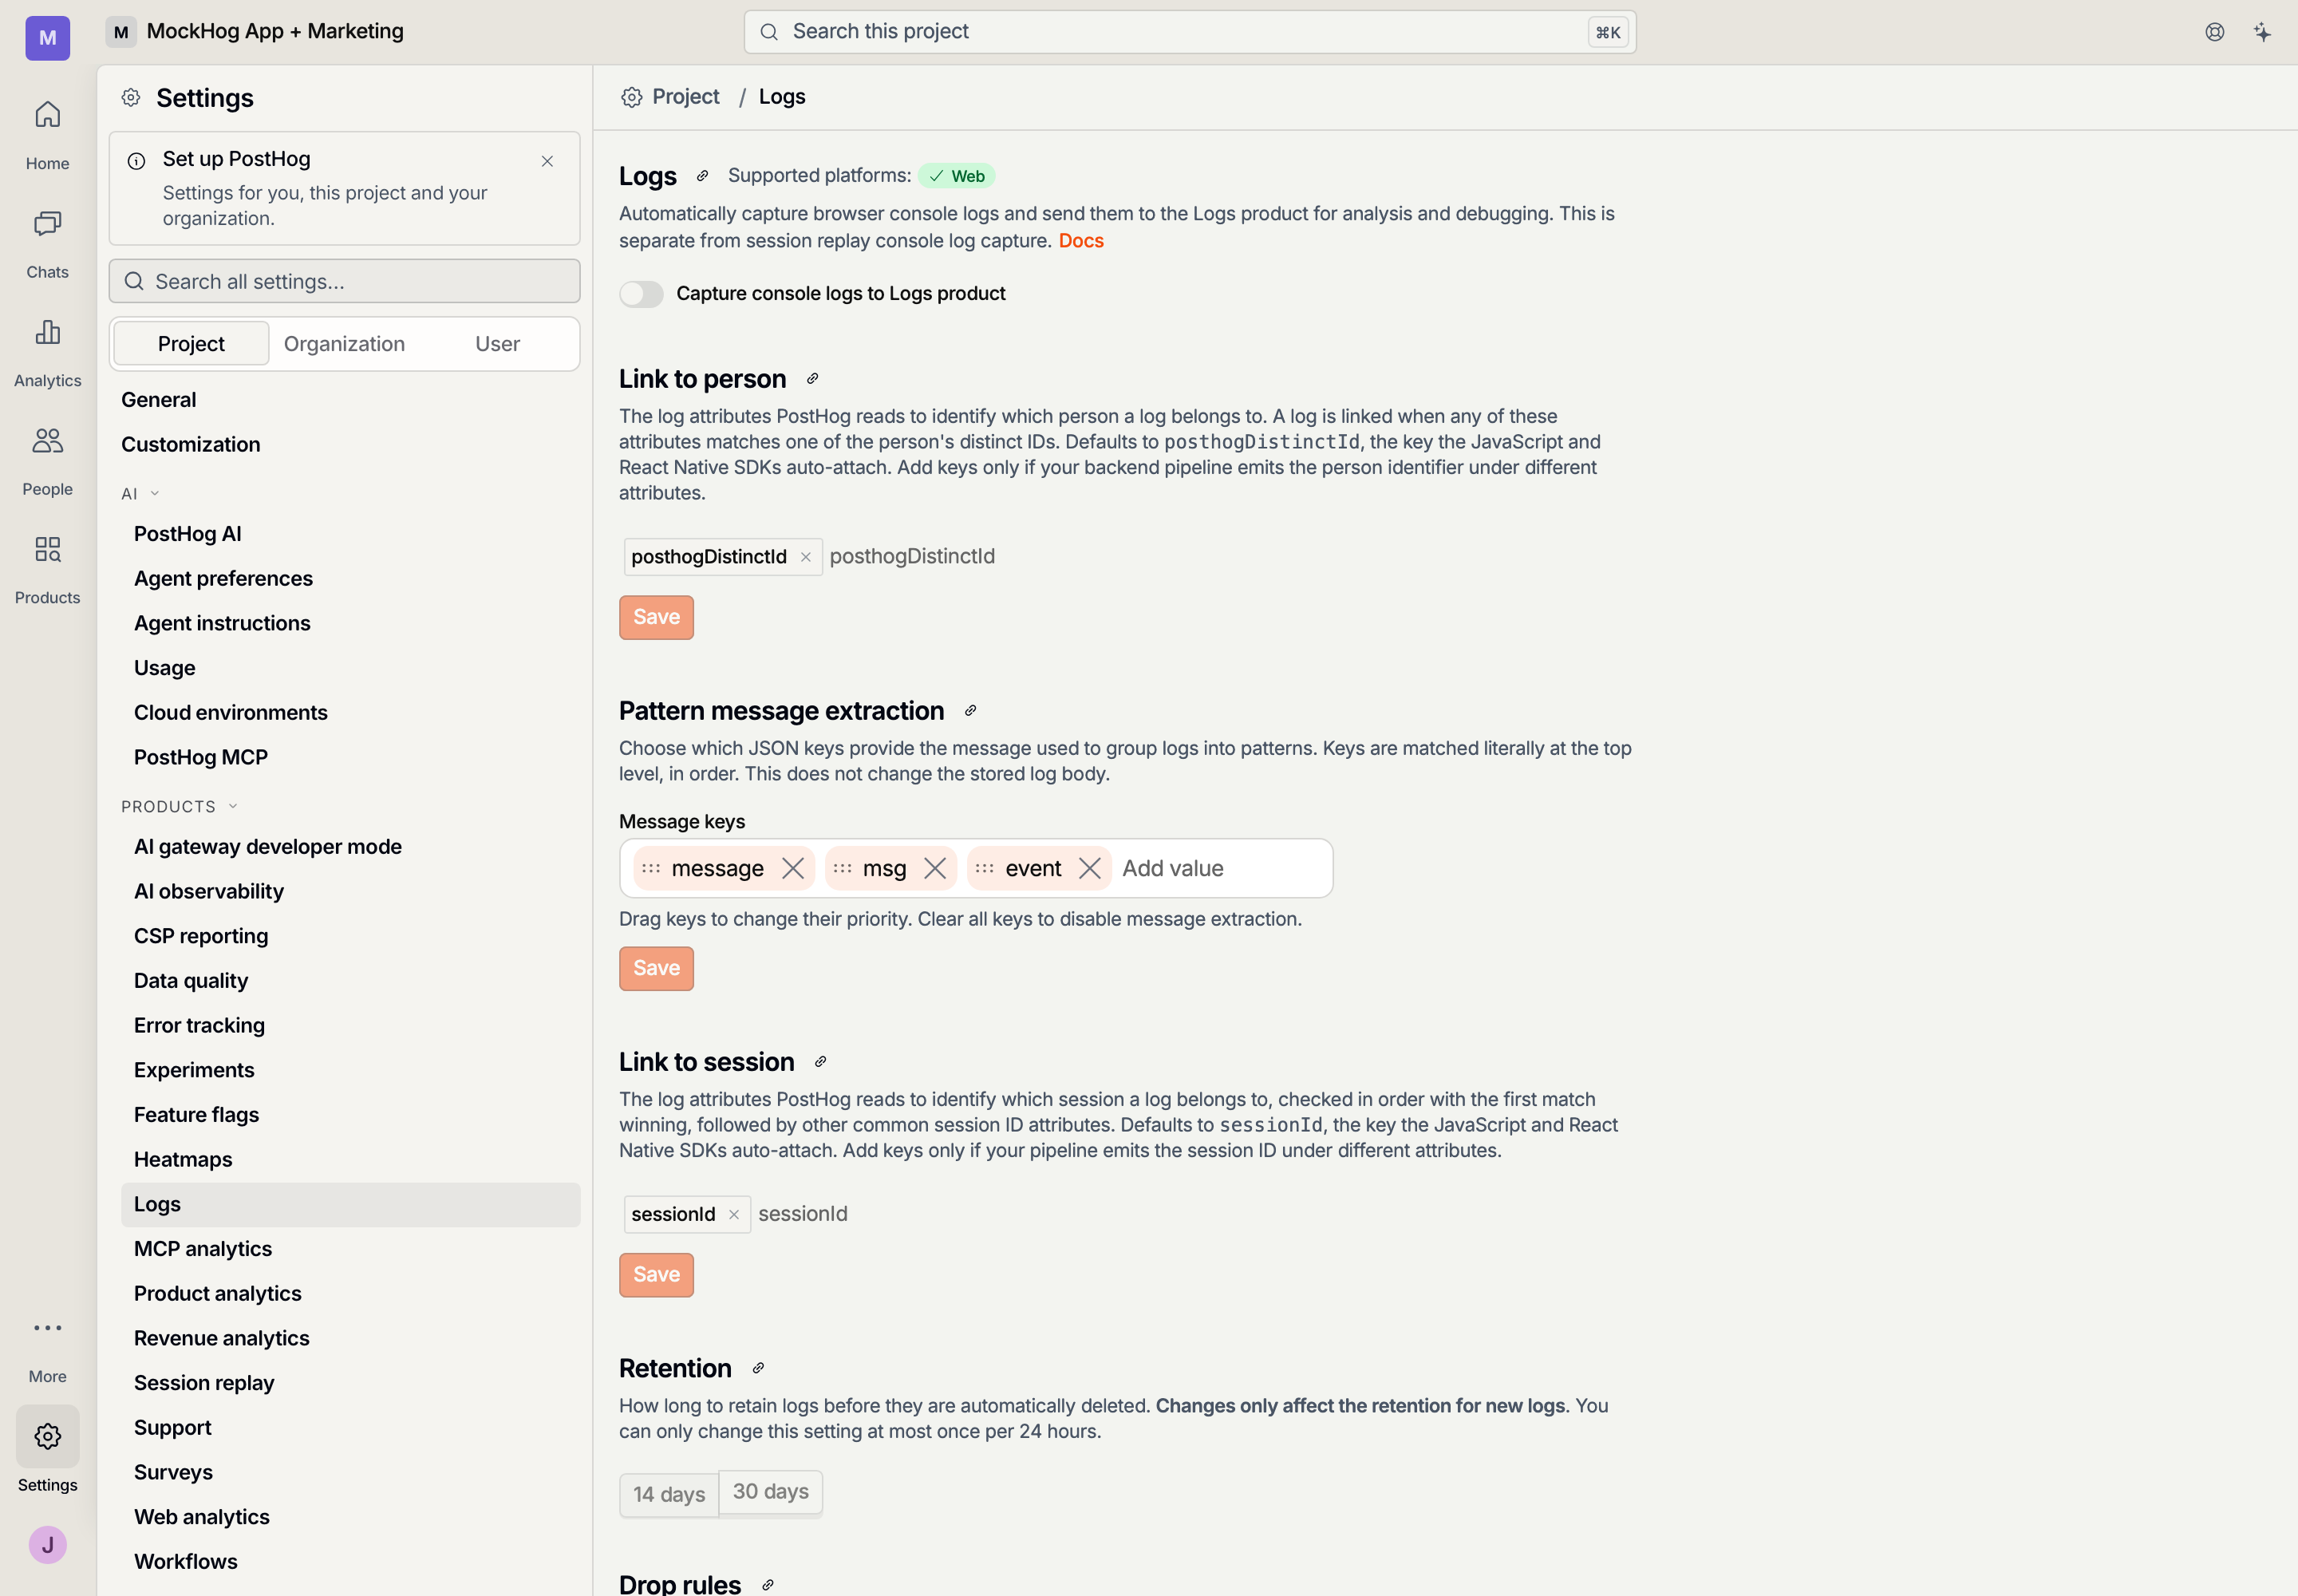 M
M MockHog App + Marketing
Search this project
⌘K
Home
Chats
Analytics
People
Products
More
Settings
J
Settings
Set up PostHog
Settings for you, this project and your
organization.
Search all settings...
Project Organization User
General
Customization
AI
PostHog AI
Agent preferences
Agent instructions
Usage
Cloud environments
PostHog MCP
PRODUCTS
AI gateway developer mode
AI observability
CSP reporting
Data quality
Error tracking
Experiments
Feature flags
Heatmaps
Logs
MCP analytics
Product analytics
Revenue analytics
Session replay
Support
Surveys
Web analytics
Workflows
Project / Logs
Logs Supported platforms: Web
Automatically capture browser console logs and send them to the Logs product for analysis and debugging. This is
separate from session replay console log capture. Docs
Capture console logs to Logs product
Link to person
The log attributes PostHog reads to identify which person a log belongs to. A log is linked when any of these
attributes matches one of the person's distinct IDs. Defaults to posthogDistinctId, the key the JavaScript and
React Native SDKs auto-attach. Add keys only if your backend pipeline emits the person identifier under different
attributes.
posthogDistinctId posthogDistinctId
Save
Pattern message extraction
Choose which JSON keys provide the message used to group logs into patterns. Keys are matched literally at the top
level, in order. This does not change the stored log body.
Message keys
message msg event Add value
Drag keys to change their priority. Clear all keys to disable message extraction.
Save
Link to session
The log attributes PostHog reads to identify which session a log belongs to, checked in order with the first match
winning, followed by other common session ID attributes. Defaults to sessionId, the key the JavaScript and React
Native SDKs auto-attach. Add keys only if your pipeline emits the session ID under different attributes.
sessionId sessionId
Save
Retention
How long to retain logs before they are automatically deleted. Changes only affect the retention for new logs. You
can only change this setting at most once per 24 hours.
14 days 30 days
Drop rules